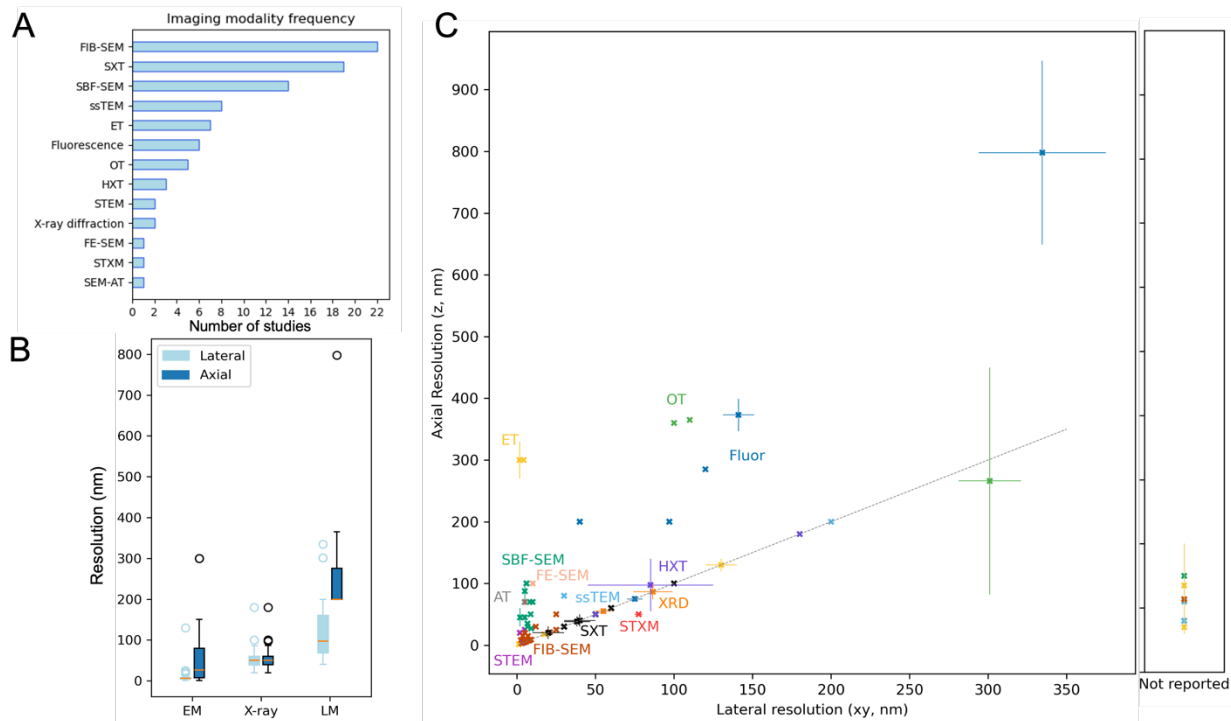 A
Imaging modality frequency
FIB-SEM
SXT
SBF-SEM
ssTEM
ET
Fluorescence
OT
HXT
STEM
X-ray diffraction
FE-SEM
STXM
SEM-AT
0 2 4 6 8 10 12 14 16 18 20 22
Number of studies
B
Lateral
Axial
800
700
600
500
400
300
200
100
0
Resolution (nm)
EM X-ray LM
C
900
800
700
600
500
400
300
200
100
0
Axial Resolution (z, nm)
OT
ET
Fluor
SBF-SEM
FE-SEM
HXT
AT
ssTEM
XRD
SXT
STXM
FIB-SEM
STEM
0 50 100 150 200 250 300 350
Lateral resolution (xy, nm)
Not reported